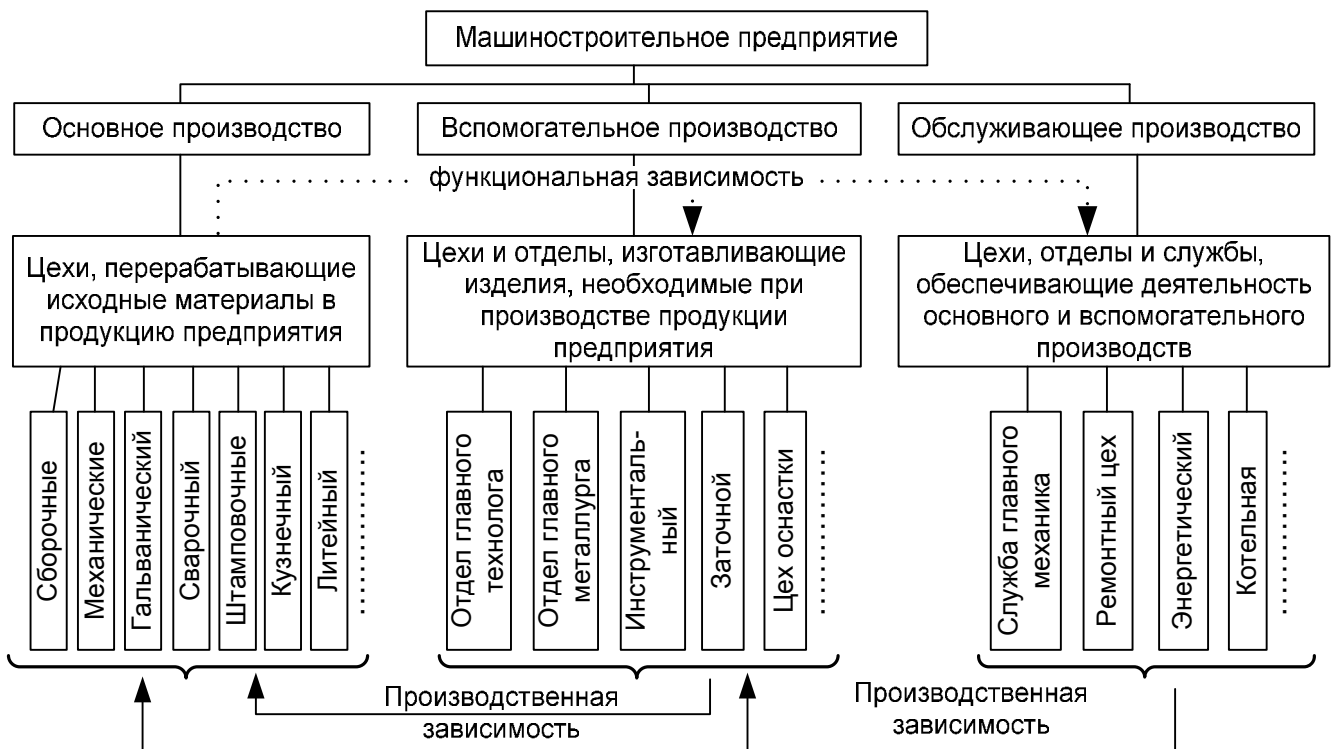 Машиностроительное предприятие
Основное производство
Вспомогательное производство
Обслуживающее производство
функциональная зависимость
Цехи, перерабатывающие
исходные материалы в
продукцию предприятия
Цехи и отделы, изготавливающие
изделия, необходимые при
производстве продукции
предприятия
Цехи, отделы и службы,
обеспечивающие деятельность
основного и вспомогательного
производств
Сборочные
Механические
Гальванический
Сварочный
Штамповочные
Кузнечный
Литейный
Отдел главного
технолога
Отдел главного
металлурга
Инструменталь-
ный
Заточной
Цех оснастки
Служба главного
механика
Ремонтный цех
Энергетический
Котельная
Производственная
зависимость
Производственная
зависимость